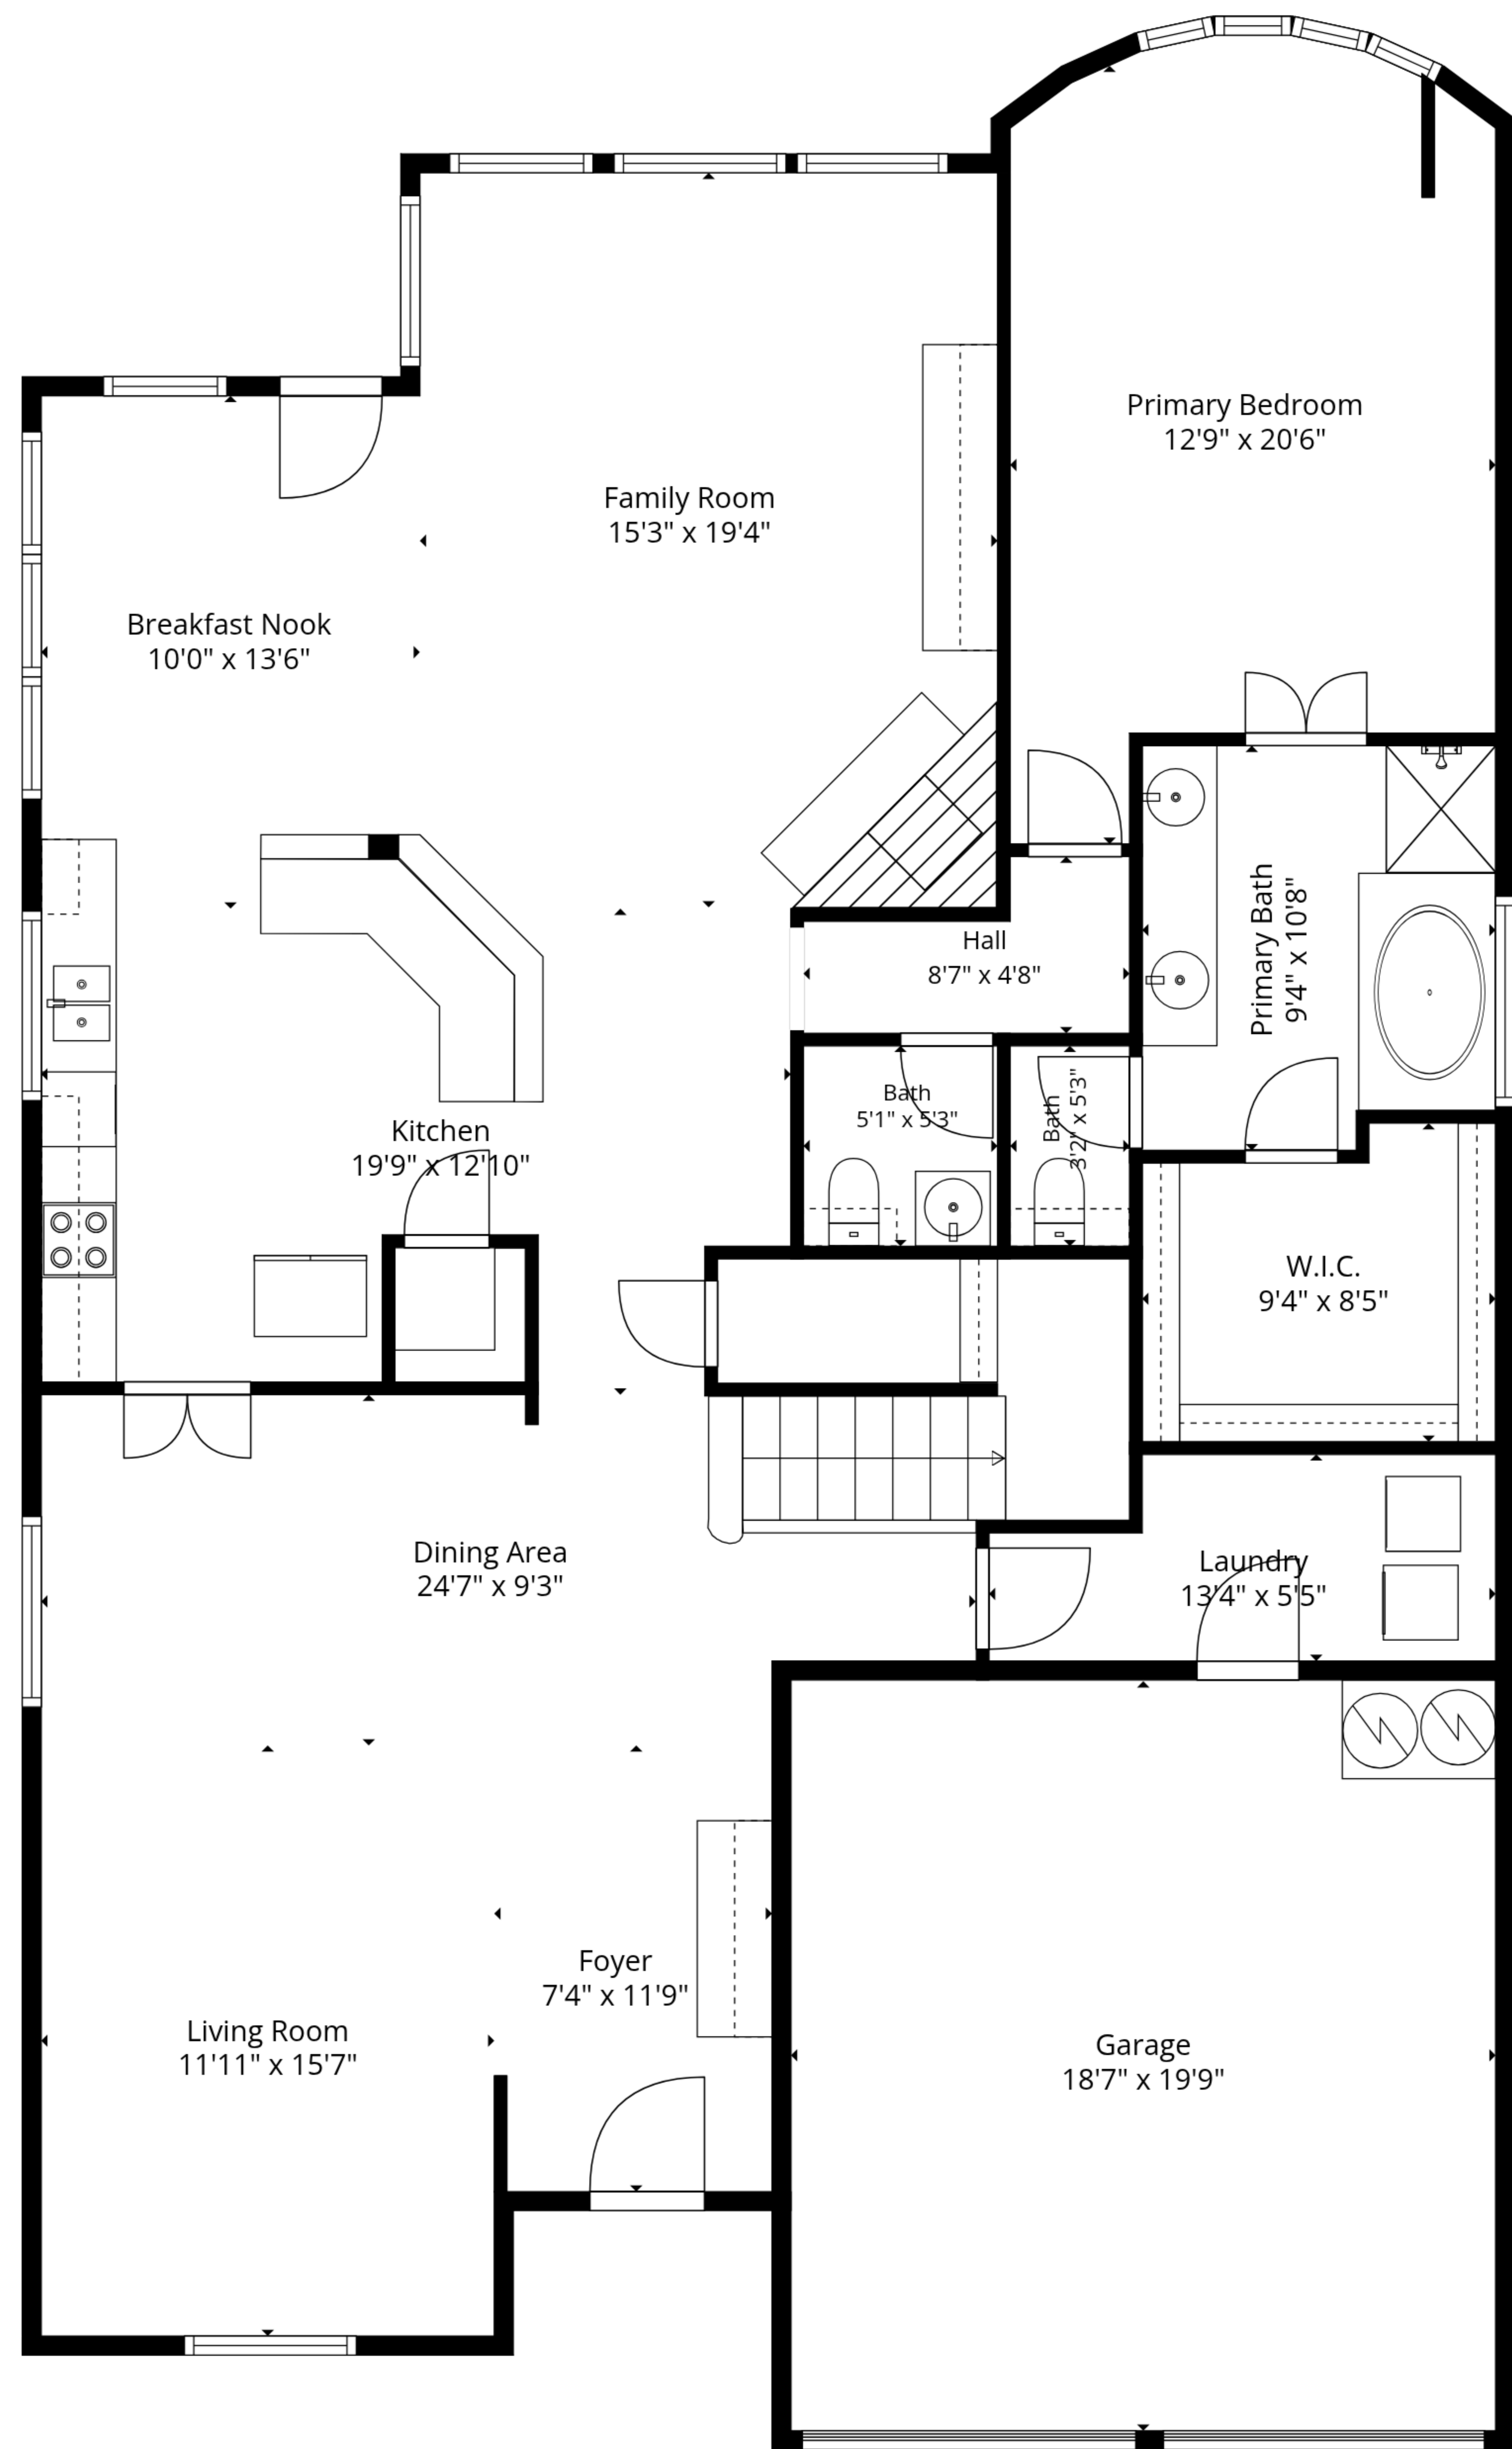 Primary Bedroom
12'9" x 20'6"
Family Room
15'3" x 19'4"
Breakfast Nook
10'0" x 13'6"
Primary Bath
9'4" x 10'8"
Hall
8'7" x 4'8"
Bath
5'1" x 5'3"
Bath
3'2" x 5'3"
Kitchen
19'9" x 12'10"
W.I.C.
9'4" x 8'5"
Dining Area
24'7" x 9'3"
Laundry
13'4" x 5'5"
Foyer
7'4" x 11'9"
Living Room
11'11" x 15'7"
Garage
18'7" x 19'9"